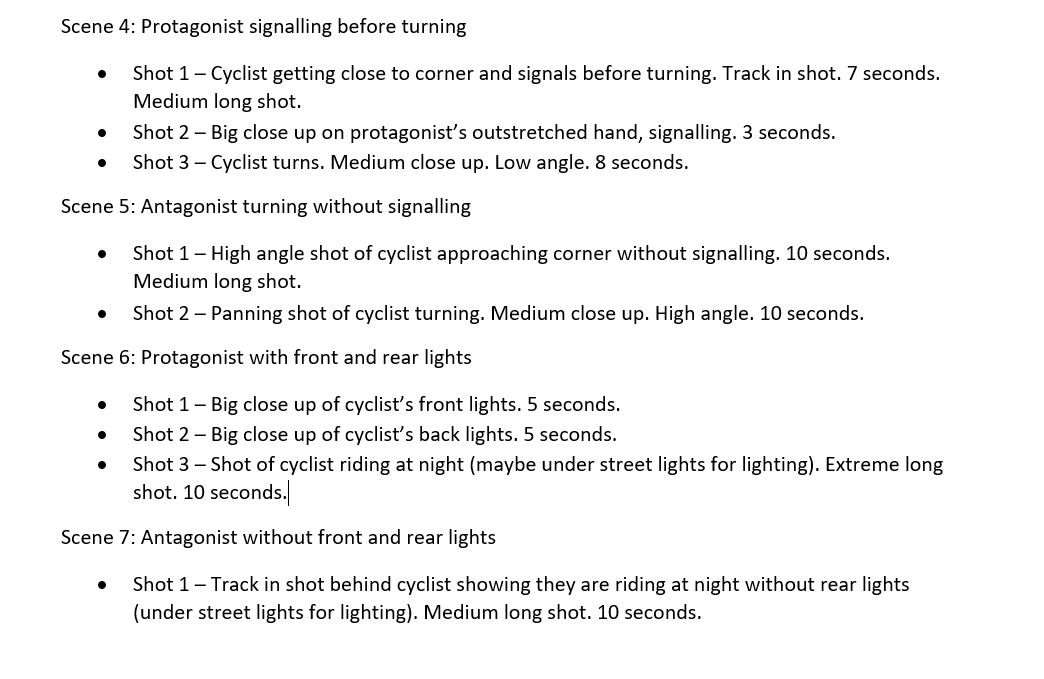 Scene 4: Protagonist signalling before turning
• Shot 1 – Cyclist getting close to corner and signals before turning. Track in shot. 7 seconds.
Medium long shot.
• Shot 2 – Big close up on protagonist’s outstretched hand, signalling. 3 seconds.
• Shot 3 – Cyclist turns. Medium close up. Low angle. 8 seconds.
Scene 5: Antagonist turning without signalling
• Shot 1 – High angle shot of cyclist approaching corner without signalling. 10 seconds.
Medium long shot.
• Shot 2 – Panning shot of cyclist turning. Medium close up. High angle. 10 seconds.
Scene 6: Protagonist with front and rear lights
• Shot 1 – Big close up of cyclist’s front lights. 5 seconds.
• Shot 2 – Big close up of cyclist’s back lights. 5 seconds.
• Shot 3 – Shot of cyclist riding at night (maybe under street lights for lighting). Extreme long
shot. 10 seconds.
Scene 7: Antagonist without front and rear lights
• Shot 1 – Track in shot behind cyclist showing they are riding at night without rear lights
(under street lights for lighting). Medium long shot. 10 seconds.